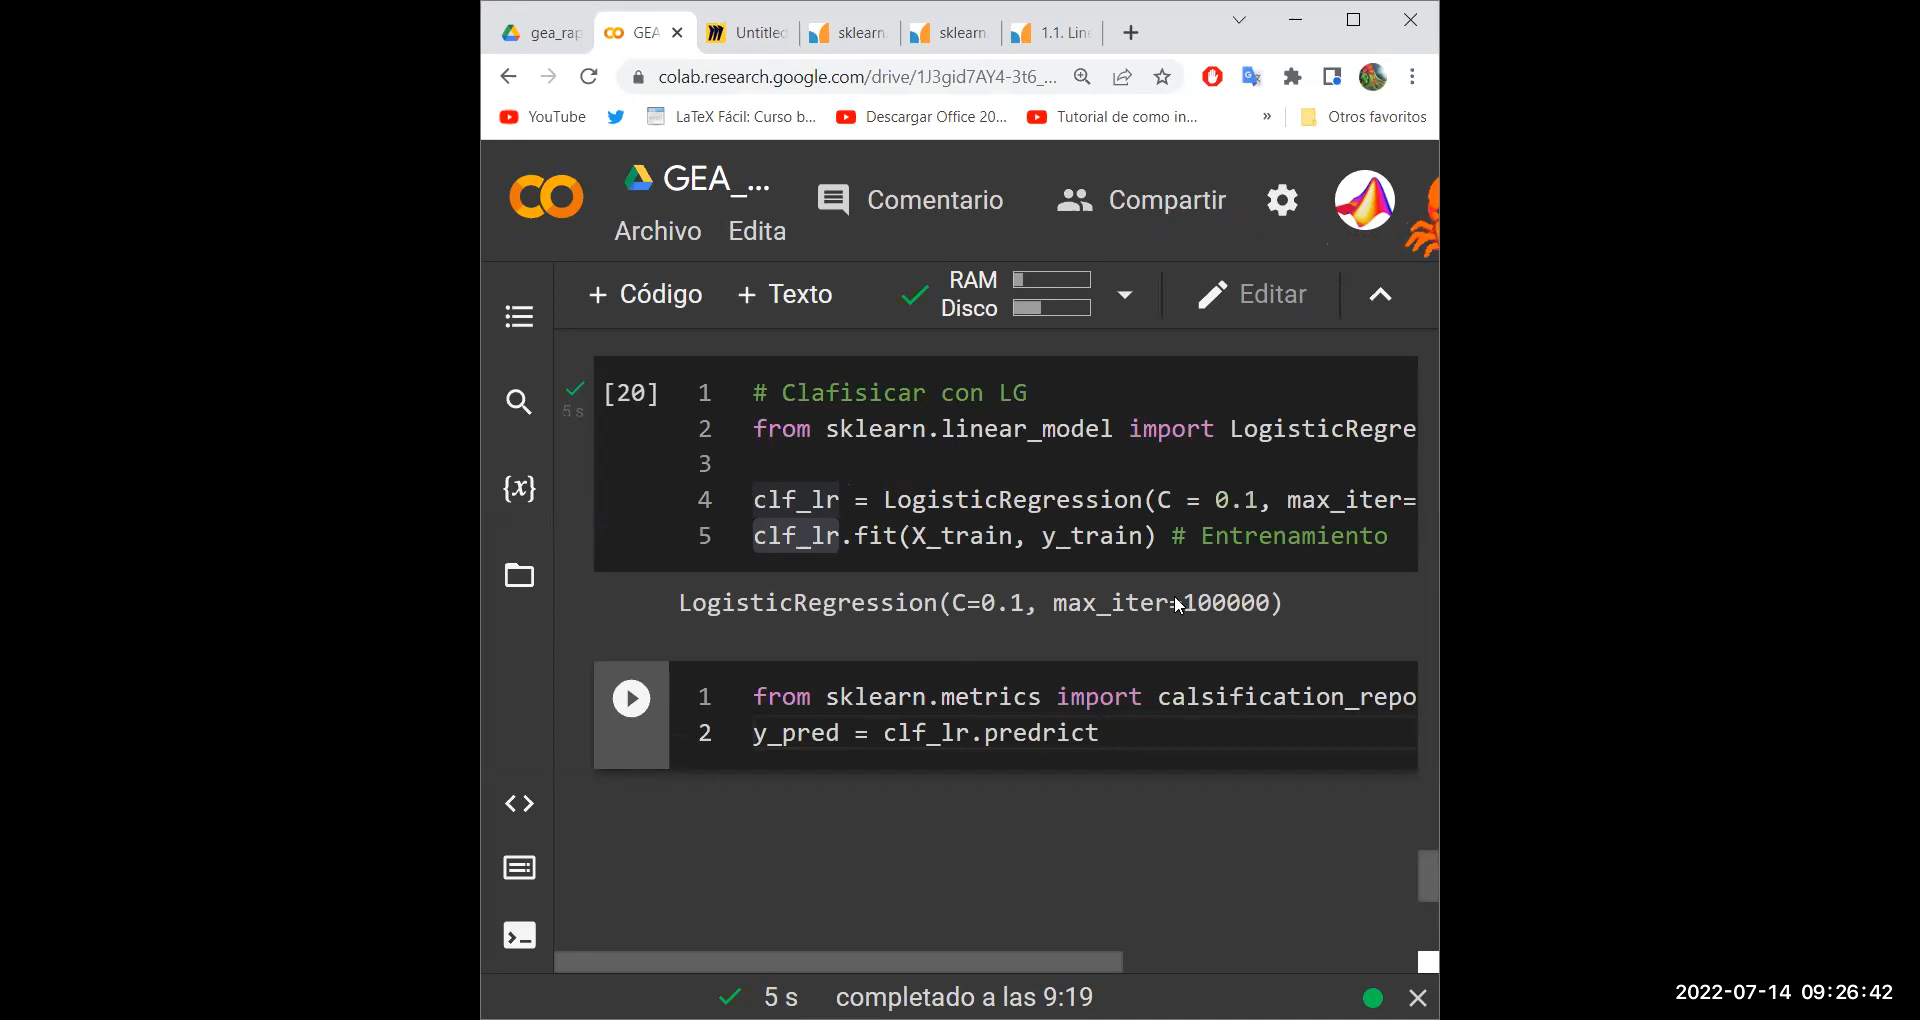 gea_rap
GEA
Untitled
sklearn.
sklearn.
1.1. Line
colab.research.google.com/drive/1J3gid7AY4-3t6_...
YouTube
LaTeX Fácil: Curso b...
Descargar Office 20...
Tutorial de como in...
»
Otros favoritos
GEA_...
Comentario
Compartir
Archivo Edita
+ Código
+ Texto
RAM
Disco
Editar
[20]
5 s
1 # Clafisicar con LG
2 from sklearn.linear_model import LogisticRegre
3
4 clf_lr = LogisticRegression(C = 0.1, max_iter=
5 clf_lr.fit(X_train, y_train) # Entrenamiento
LogisticRegression(C=0.1, max_iter=100000)
{x}
1 from sklearn.metrics import calsification_repo
2 y_pred = clf_lr.predrict
5 s completado a las 9:19
2022-07-14 09:26:42